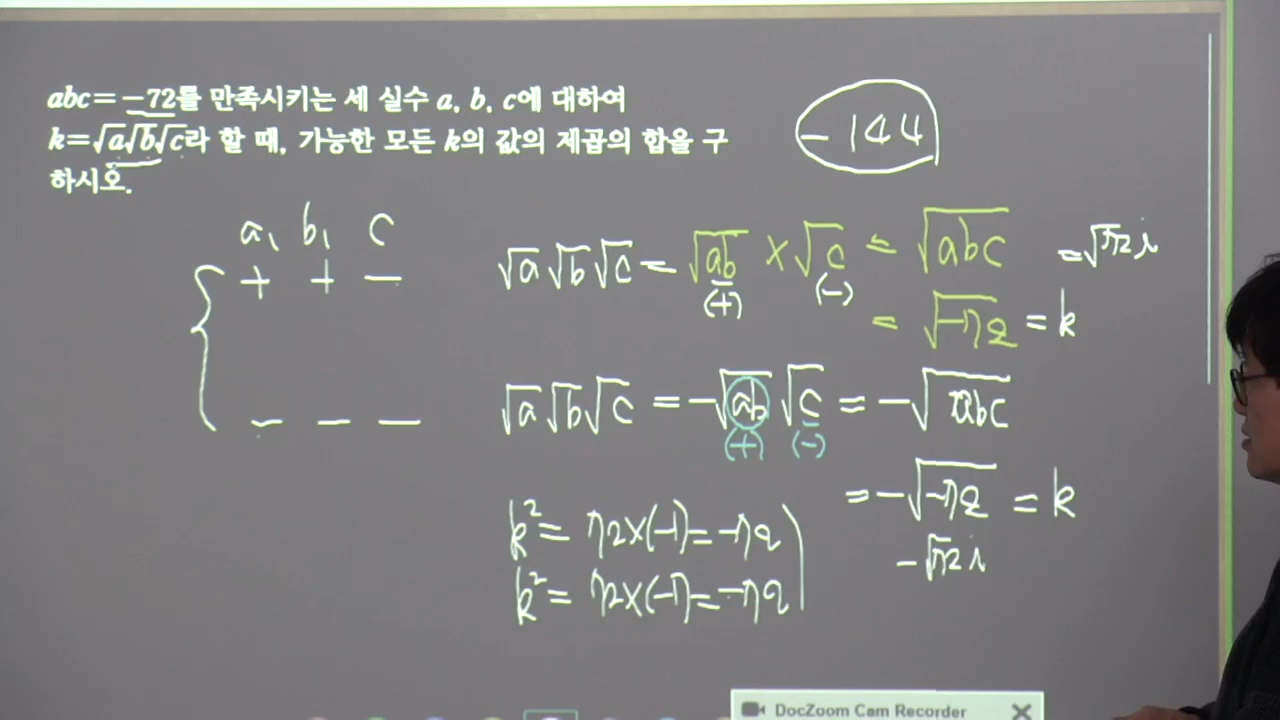 abc=−72를 만족시키는 세 실수 a, b, c에 대하여
k=√a√b√c라 할 때, 가능한 모든 k의 값의 제곱의 합을 구
하시오.
−144
a, b, c
+ + −
− − −
√a √b √c = √ab × √c = √abc = √72 i
(+) (−)
= √−72 = k
√a √b √c = −√ab √c = −√abc
(+) (−)
= −√−72 = k
−√72 i
k² = 72×(−1) = −72
k² = 72×(−1) = −72
DocZoom Cam Recorder